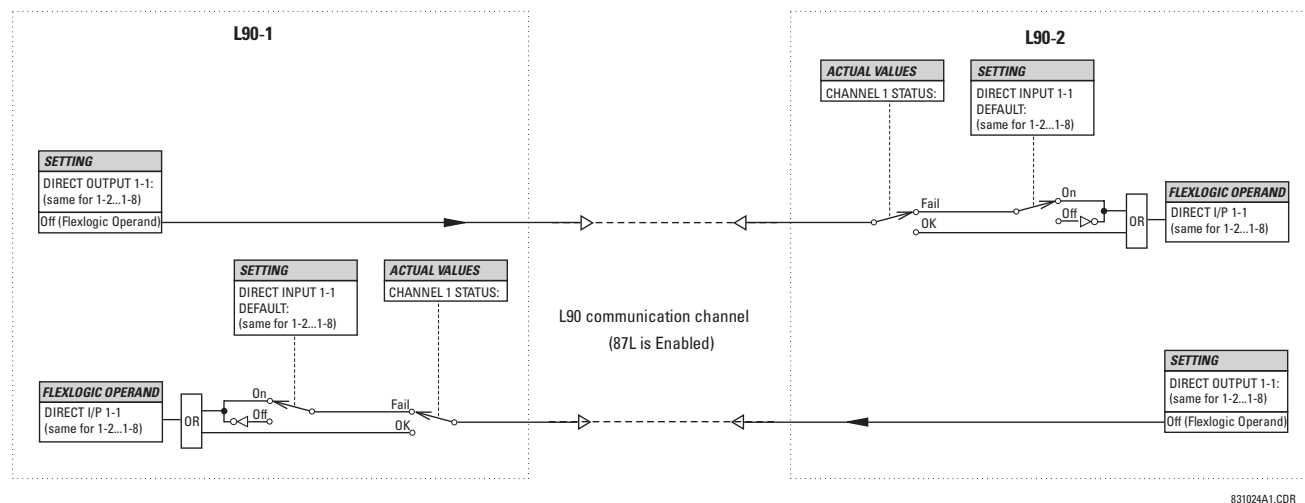 L90-1
L90-2
ACTUAL VALUES
CHANNEL 1 STATUS:
SETTING
DIRECT INPUT 1-1
DEFAULT:
(same for 1-2...1-8)
SETTING
DIRECT OUTPUT 1-1:
(same for 1-2...1-8)
Off (Flexlogic Operand)
Fail
OK
On
Off
OR
FLEXLOGIC OPERAND
DIRECT I/P 1-1
(same for 1-2...1-8)
SETTING
DIRECT INPUT 1-1
DEFAULT:
(same for 1-2...1-8)
ACTUAL VALUES
CHANNEL 1 STATUS:
L90 communication channel
(87L is Enabled)
FLEXLOGIC OPERAND
DIRECT I/P 1-1
(same for 1-2...1-8)
OR
On
Off
Fail
OK
SETTING
DIRECT OUTPUT 1-1:
(same for 1-2...1-8)
Off (Flexlogic Operand)
831024A1.CDR